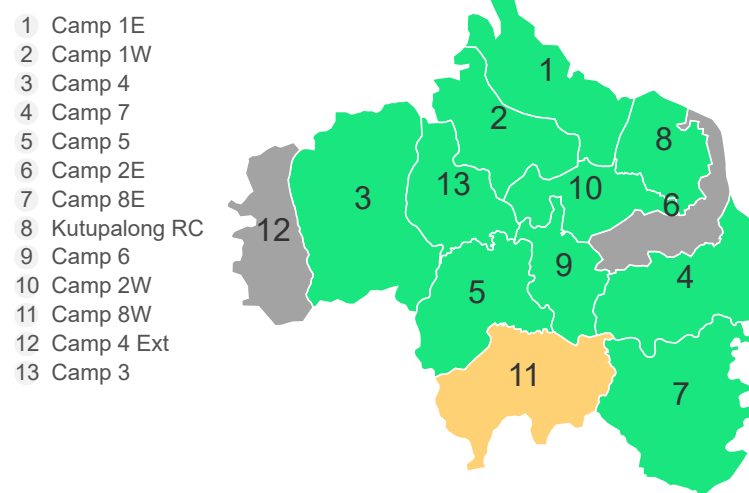 1 Camp 1E
2 Camp 1W
3 Camp 4
4 Camp 7
5 Camp 5
6 Camp 2E
7 Camp 8E
8 Kutupalong RC
9 Camp 6
10 Camp 2W
11 Camp 8W
12 Camp 4 Ext
13 Camp 3
1
2
8
13
10
3
6
12
9
4
5
11
7